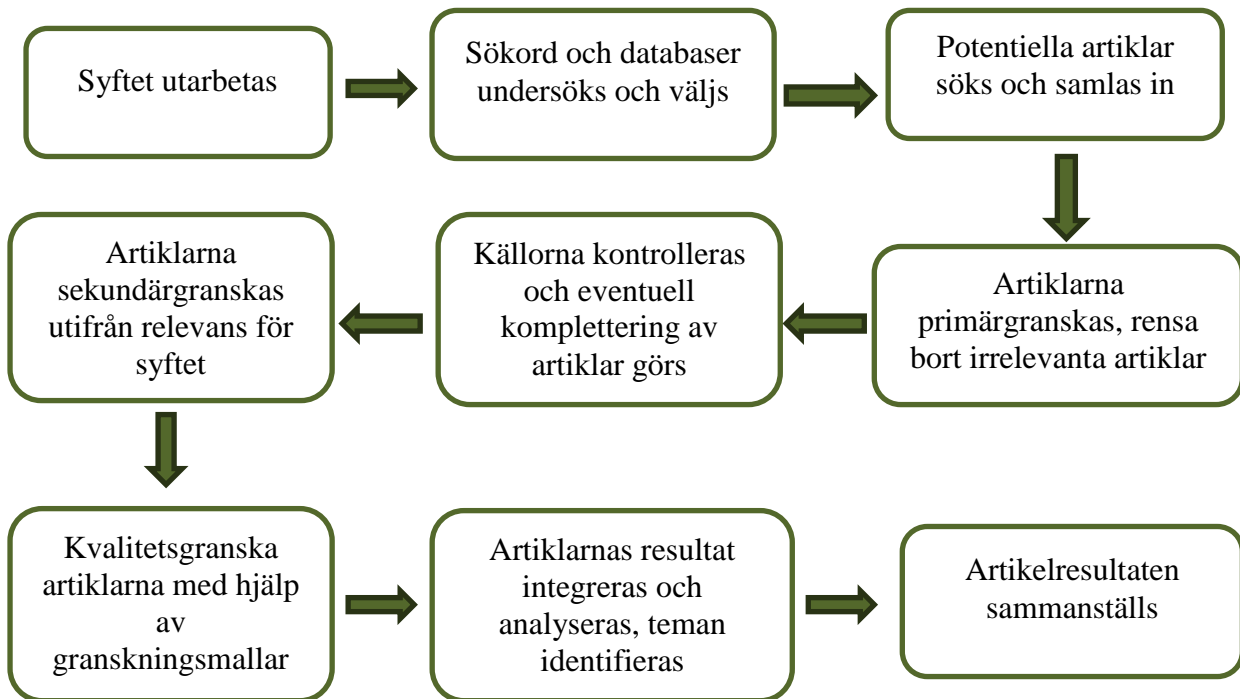 Syftet utarbetas
Sökord och databaser
undersöks och väljs
Potentiella artiklar
söks och samlas in
Artiklarna
primärgranskas, rensa
bort irrelevanta artiklar
Källorna kontrolleras
och eventuell
komplettering av
artiklar görs
Artiklarna
sekundärgranskas
utifrån relevans för
syftet
Kvalitetsgranska
artiklarna med hjälp
av
granskningsmallar
Artiklarnas resultat
integreras och
analyseras, teman
identifieras
Artikelresultaten
sammanställs